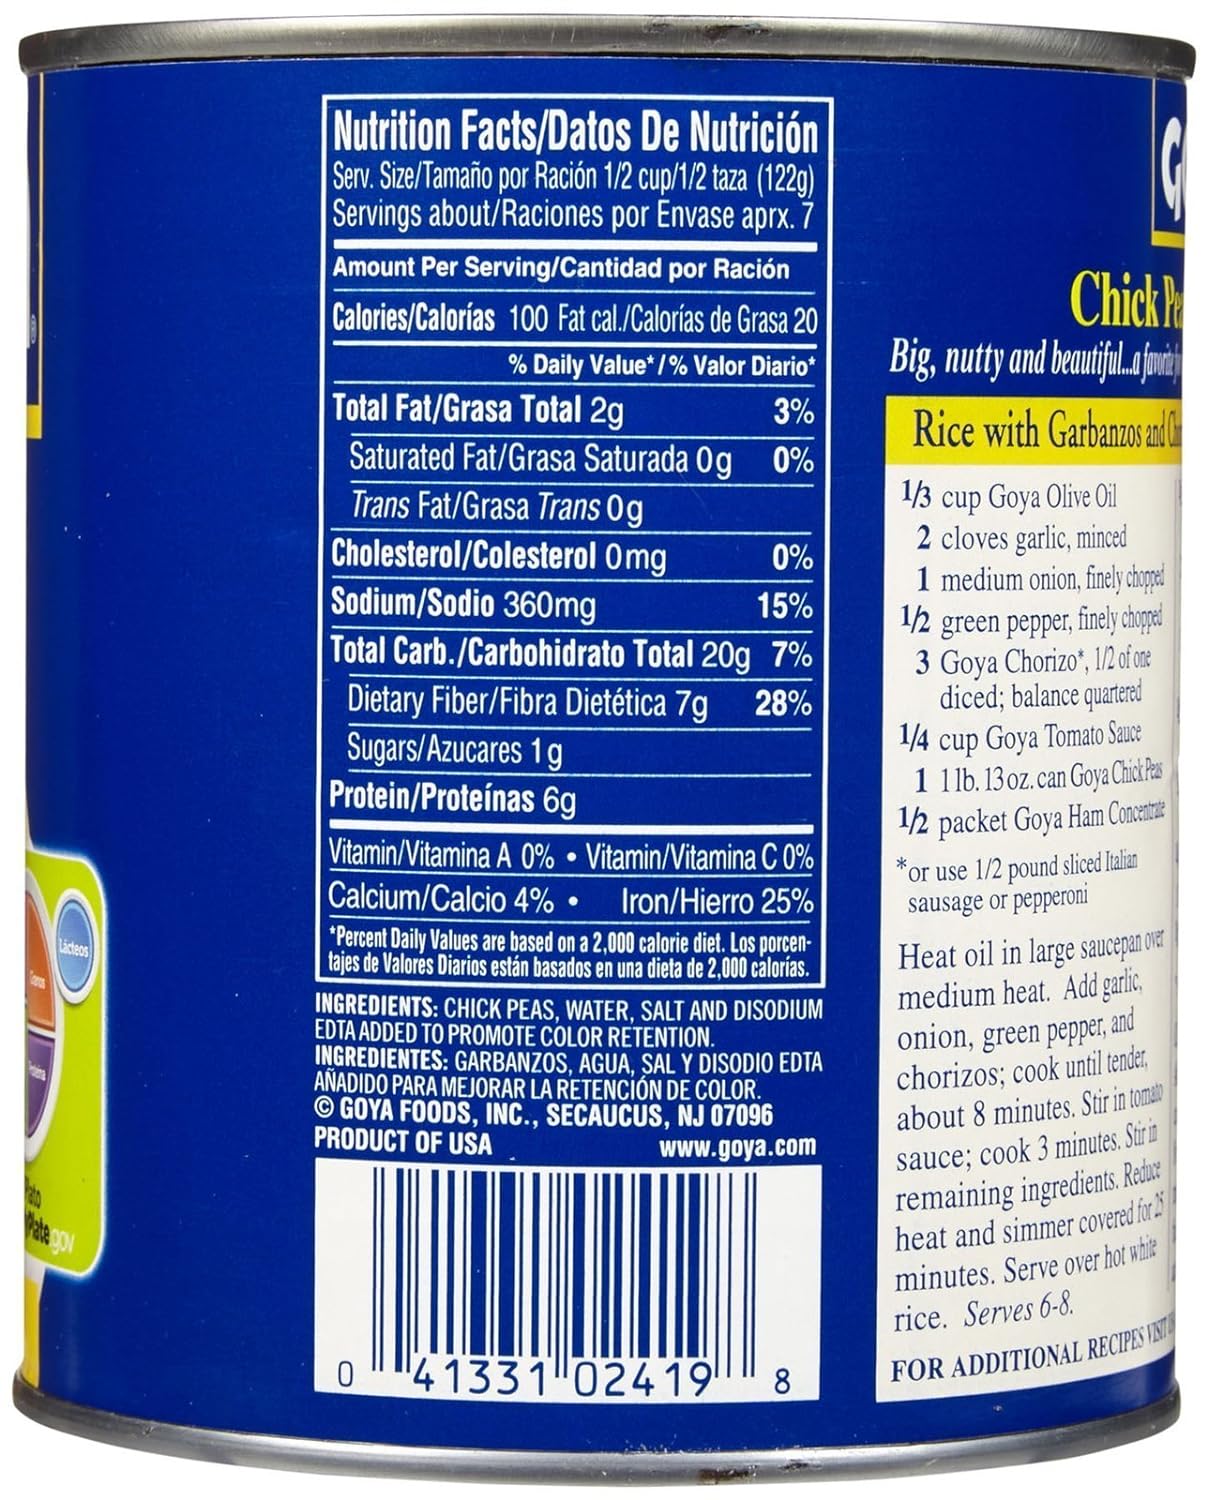 Nutrition Facts/Datos De Nutrición
Serv. Size/Tamaño por Ración 1/2 cup/1/2 taza (122g)
Servings about/Raciones por Envase aprx. 7
Amount Per Serving/Cantidad por Ración
Calories/Calorías 100 Fat cal./Calorías de Grasa 20
% Daily Value* / % Valor Diario*
Total Fat/Grasa Total 2g 3%
Saturated Fat/Grasa Saturada 0g 0%
Trans Fat/Grasa Trans 0g
Cholesterol/Colesterol 0mg 0%
Sodium/Sodio 360mg 15%
Total Carb./Carbohidrato Total 20g 7%
Dietary Fiber/Fibra Dietética 7g 28%
Sugars/Azucares 1g
Protein/Proteínas 6g
Vitamin/Vitamina A 0% • Vitamin/Vitamina C 0%
Calcium/Calcio 4% • Iron/Hierro 25%
*Percent Daily Values are based on a 2,000 calorie diet. Los porcen-
tajes de Valores Diarios están basados en una dieta de 2,000 calorías.
INGREDIENTS: CHICK PEAS, WATER, SALT AND DISODIUM
EDTA ADDED TO PROMOTE COLOR RETENTION.
INGREDIENTES: GARBANZOS, AGUA, SAL Y DISODIO EDTA
AÑADIDO PARA MEJORAR LA RETENCIÓN DE COLOR.
© GOYA FOODS, INC., SECAUCUS, NJ 07096
PRODUCT OF USA www.goya.com
0 41331 02419 8
Chick
Big, nutty and beautiful...a favorite
Rice with Garbanzos and
1/3 cup Goya Olive Oil
2 cloves garlic, minced
1 medium onion, finely chopped
1/2 green pepper, finely chopped
3 Goya Chorizo*, 1/2 of one
diced; balance quartered
1/4 cup Goya Tomato Sauce
1 1lb. 13oz. can Goya Chick Peas
1/2 packet Goya Ham Concentrate
*or use 1/2 pound sliced Italian
sausage or pepperoni
Heat oil in large saucepan over
medium heat. Add garlic,
onion, green pepper, and
chorizos; cook until tender,
about 8 minutes. Stir in tomato
sauce; cook 3 minutes. Stir in
remaining ingredients. Reduce
heat and simmer covered for 25
minutes. Serve over hot white
rice. Serves 6-8.
FOR ADDITIONAL RECIPES VISIT
Lácteos
Plate.gov